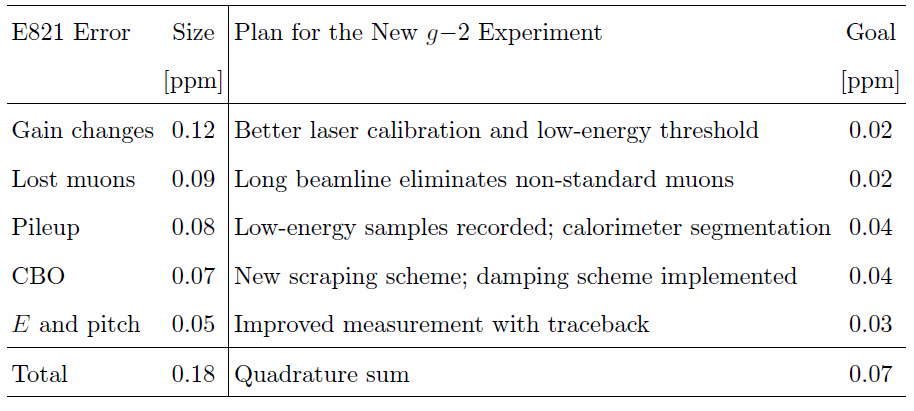 E821 Error Size Plan for the New g−2 Experiment Goal
[ppm] [ppm]
Gain changes 0.12 Better laser calibration and low-energy threshold 0.02
Lost muons 0.09 Long beamline eliminates non-standard muons 0.02
Pileup 0.08 Low-energy samples recorded; calorimeter segmentation 0.04
CBO 0.07 New scraping scheme; damping scheme implemented 0.04
E and pitch 0.05 Improved measurement with traceback 0.03
Total 0.18 Quadrature sum 0.07